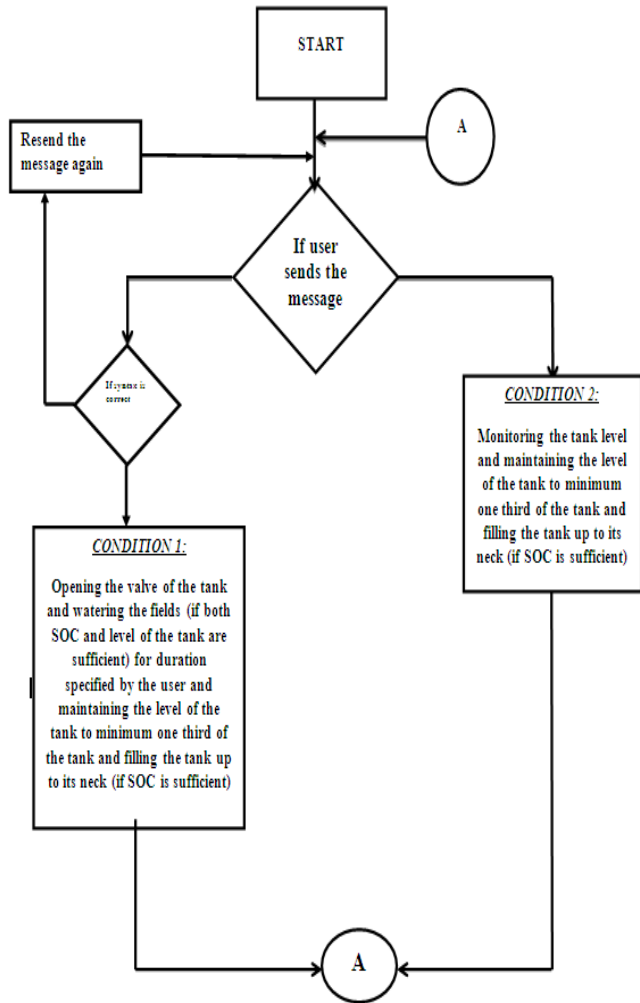 START
A
Resend the
message again
If user
sends the
message
If syntax is
correct
CONDITION 2:
Monitoring the tank level
and maintaining the level
of the tank to minimum
one third of the tank and
filling the tank up to its
neck (if SOC is sufficient)
CONDITION 1:
Opening the valve of the tank
and watering the fields (if both
SOC and level of the tank are
sufficient) for duration
specified by the user and
maintaining the level of the
tank to minimum one third of
the tank and filling the tank up
to its neck (if SOC is sufficient)
A